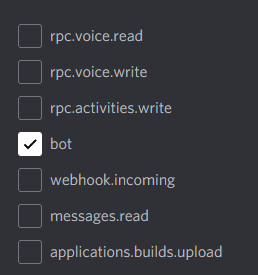 rpc.voice.read
rpc.voice.write
rpc.activities.write
bot
webhook.incoming
messages.read
applications.builds.upload